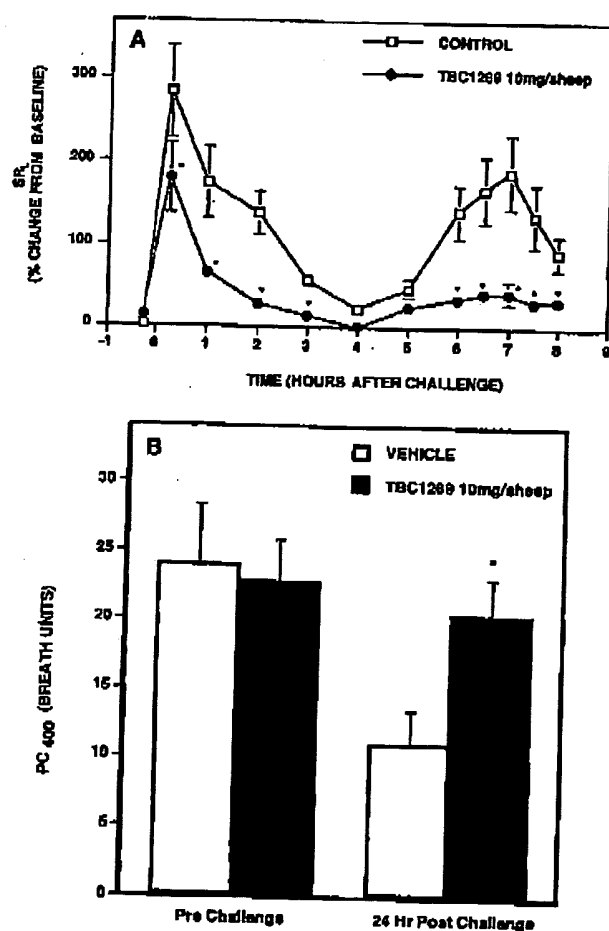 A
CONTROL
TBC1269 10mg/sheep
SRL
(% CHANGE FROM BASELINE)
300
200
100
0
-1 0 1 2 3 4 5 6 7 8 9
TIME (HOURS AFTER CHALLENGE)
B
VEHICLE
TBC1269 10mg/sheep
PC400 (BREATH UNITS)
30
25
20
15
10
5
0
Pre Challenge 24 Hr Post Challenge